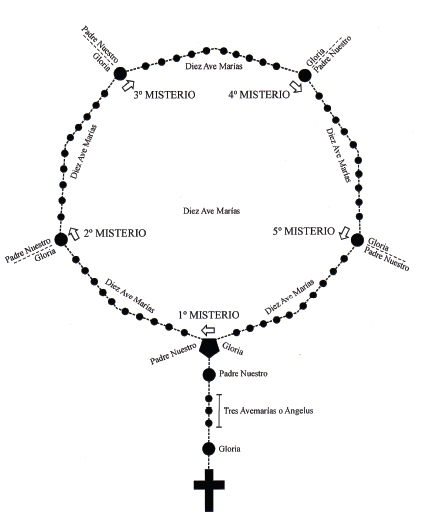 Padre Nuestro
Gloria
Diez Ave Marías
Gloria
Padre Nuestro
3º MISTERIO
4º MISTERIO
Diez Ave Marías
Diez Ave Marías
Diez Ave Marías
2º MISTERIO
5º MISTERIO
Padre Nuestro
Gloria
Gloria
Padre Nuestro
Diez Ave Marías
Diez Ave Marías
1º MISTERIO
Padre Nuestro
Gloria
Padre Nuestro
Tres Avemarías o Angelus
Gloria